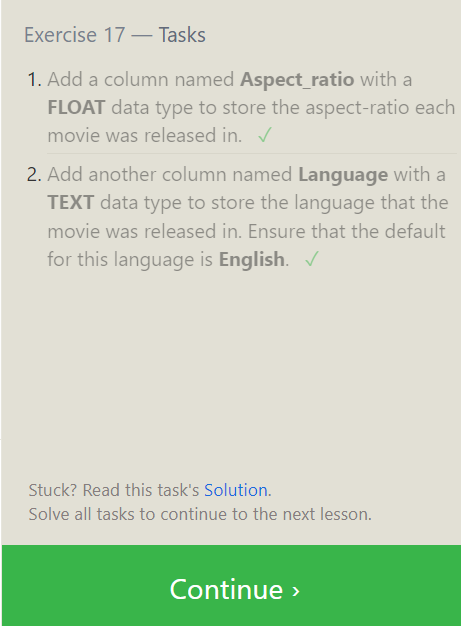 Exercise 17 — Tasks
1. Add a column named Aspect_ratio with a
FLOAT data type to store the aspect-ratio each
movie was released in. ✓
2. Add another column named Language with a
TEXT data type to store the language that the
movie was released in. Ensure that the default
for this language is English. ✓
Stuck? Read this task's Solution.
Solve all tasks to continue to the next lesson.
Continue ›